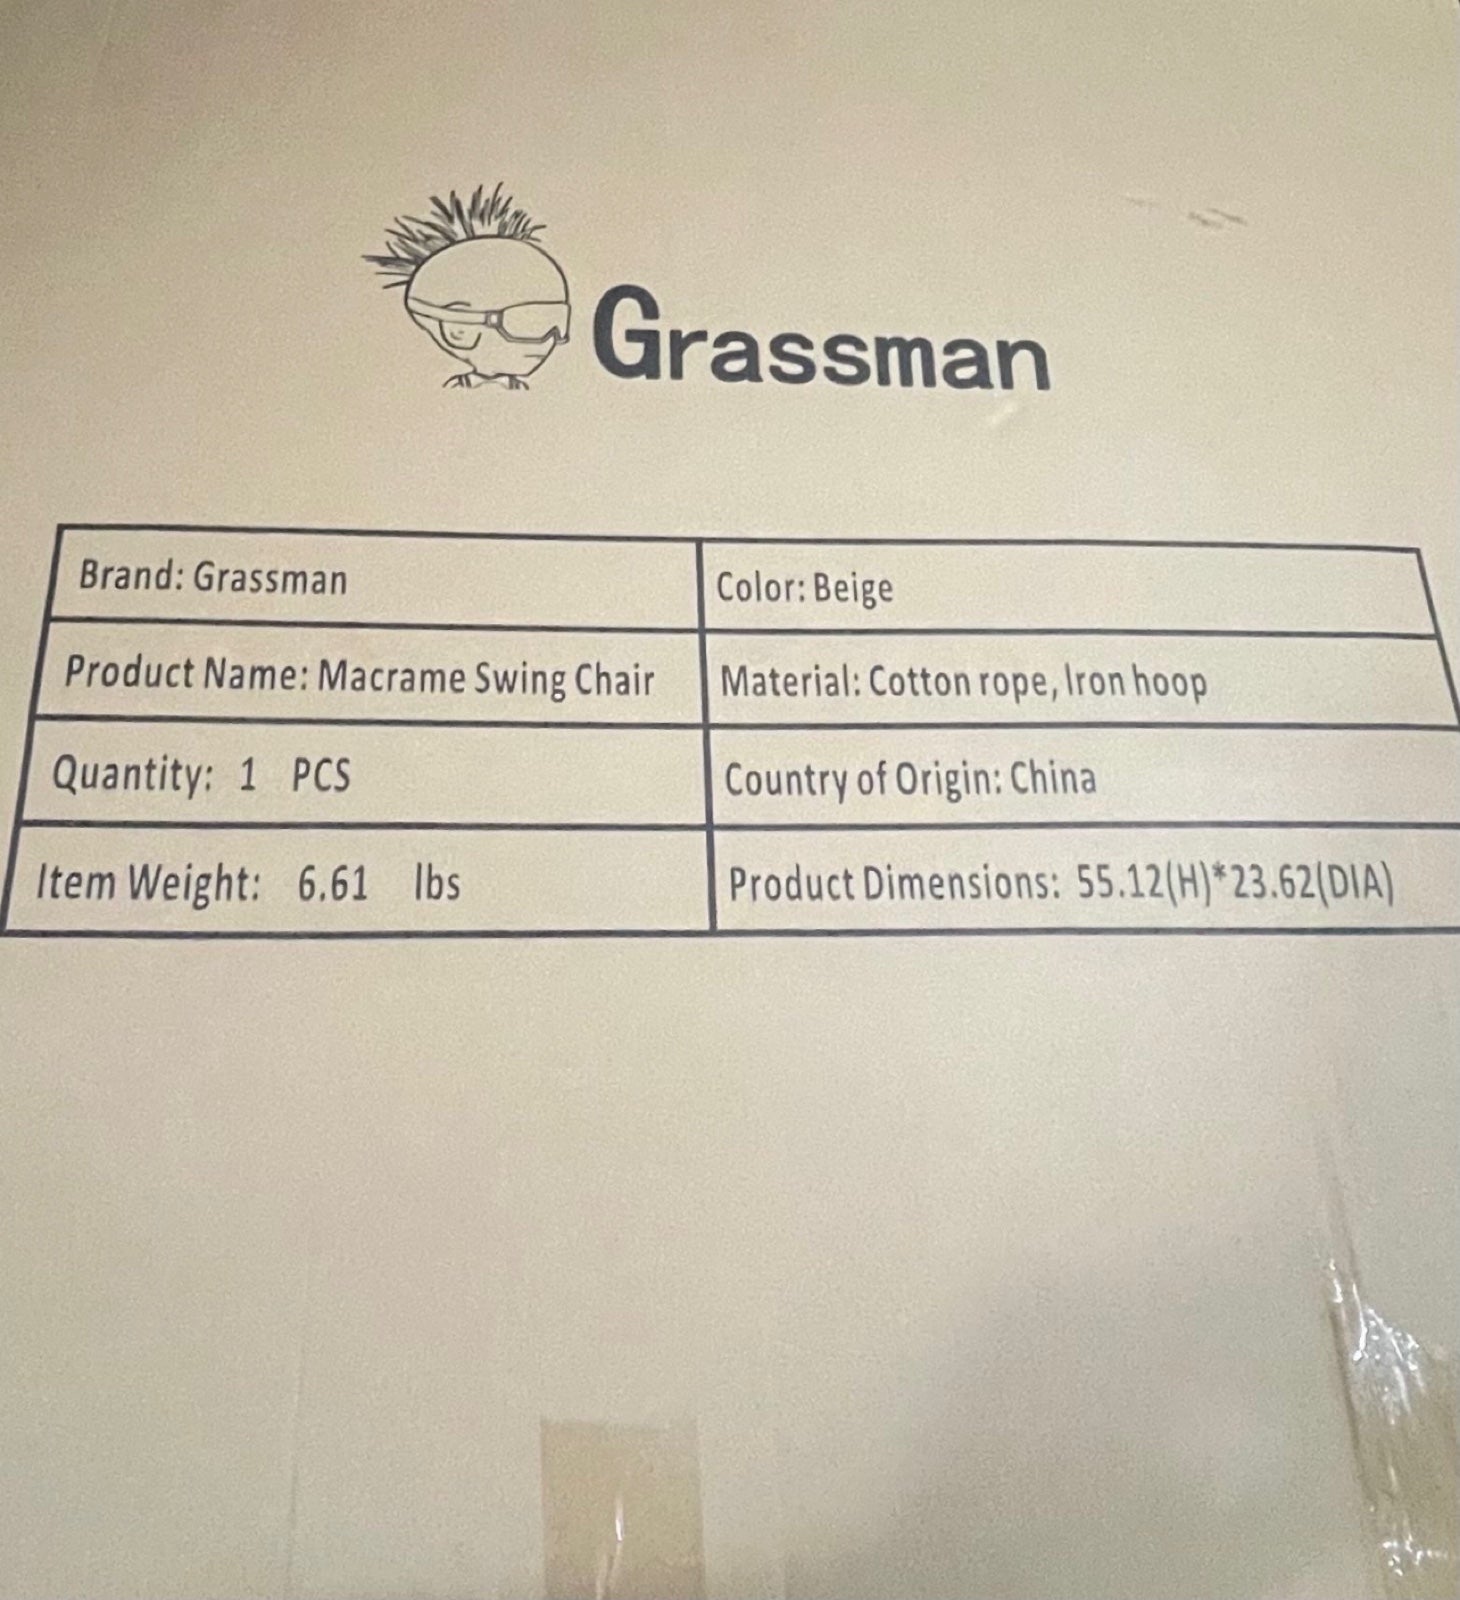 Grassman
Brand: Grassman
Color: Beige
Product Name: Macrame Swing Chair
Material: Cotton rope, Iron hoop
Quantity: 1 PCS
Country of Origin: China
Item Weight: 6.61 lbs
Product Dimensions: 55.12(H)*23.62(DIA)